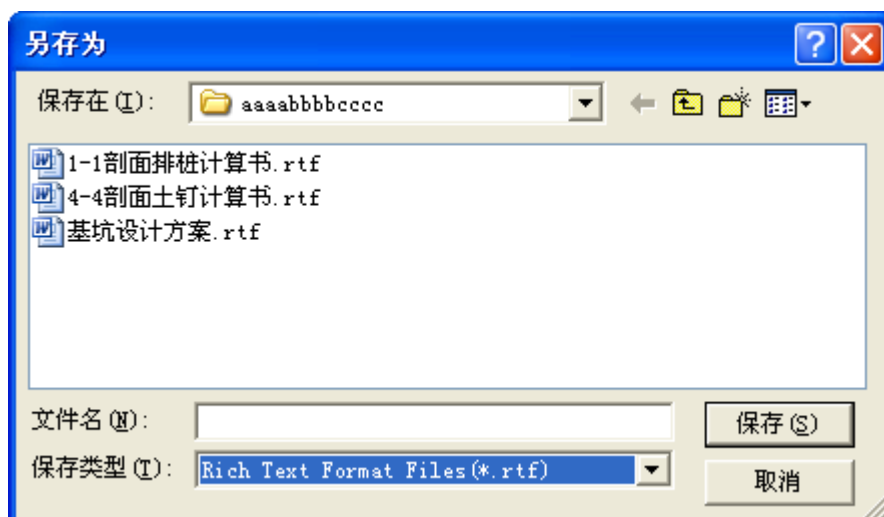 另存为
保存在(I): aaaabbbbcccc
1-1剖面排桩计算书.rtf
4-4剖面土钉计算书.rtf
基坑设计方案.rtf
文件名(N): 保存(S)
保存类型(T): Rich Text Format Files(*.rtf) 取消